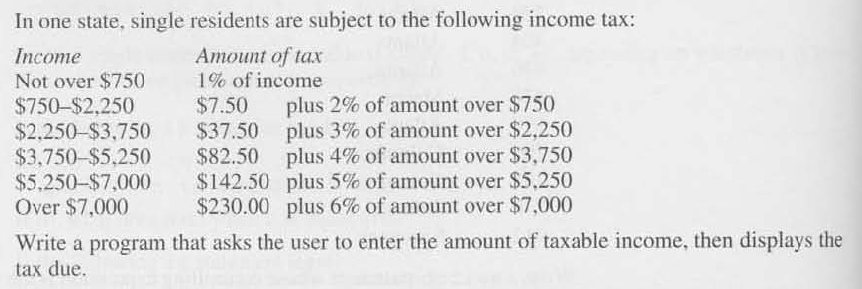 In one state, single residents are subject to the following income tax:
Income Amount of tax
Not over $750 1% of income
$750–$2,250 $7.50 plus 2% of amount over $750
$2,250–$3,750 $37.50 plus 3% of amount over $2,250
$3,750–$5,250 $82.50 plus 4% of amount over $3,750
$5,250–$7,000 $142.50 plus 5% of amount over $5,250
Over $7,000 $230.00 plus 6% of amount over $7,000
Write a program that asks the user to enter the amount of taxable income, then displays the
tax due.